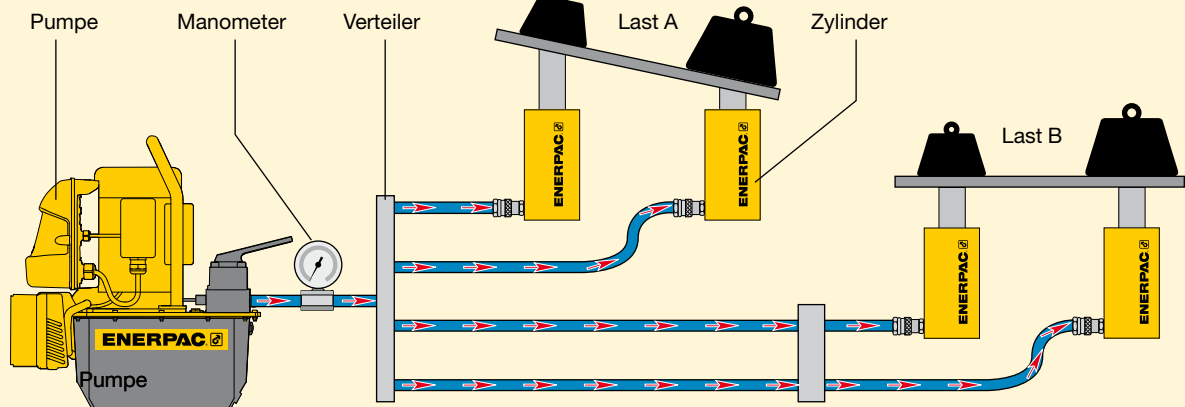 Pumpe
Manometer
Verteiler
Last A
Zylinder
Last B
ENERPAC
ENERPAC
ENERPAC
ENERPAC
ENERPAC.
Pumpe